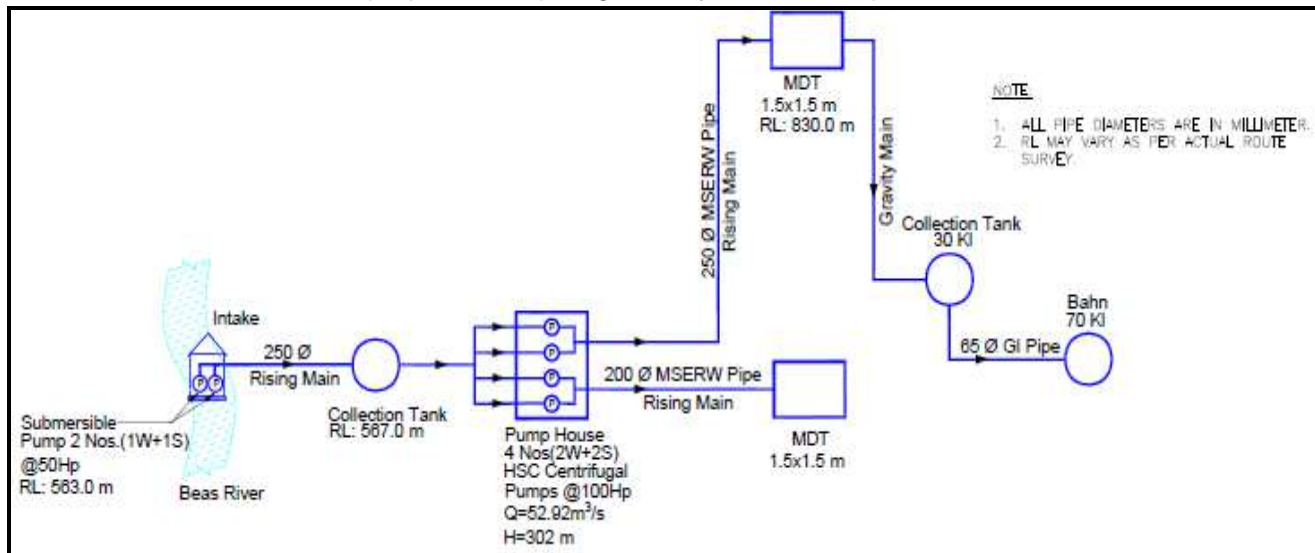 MDT
1.5x1.5 m
RL: 830.0 m
NOTE
1. ALL PIPE DIAMETERS ARE IN MILLIMETER.
2. RL MAY VARY AS PER ACTUAL ROUTE
SURVEY.
250 Ø MSERW Pipe
Rising Main
Gravity Main
Collection Tank
30 Kl
Bahn
70 Kl
65 Ø GI Pipe
Intake
250 Ø
Rising Main
P
P
P
P
P
P
200 Ø MSERW Pipe
Rising Main
Submersible
Pump 2 Nos.(1W+1S)
@50Hp
RL: 563.0 m
Beas River
Collection Tank
RL: 567.0 m
Pump House
4 Nos(2W+2S)
HSC Centrifugal
Pumps @100Hp
Q=52.92m³/s
H=302 m
MDT
1.5x1.5 m